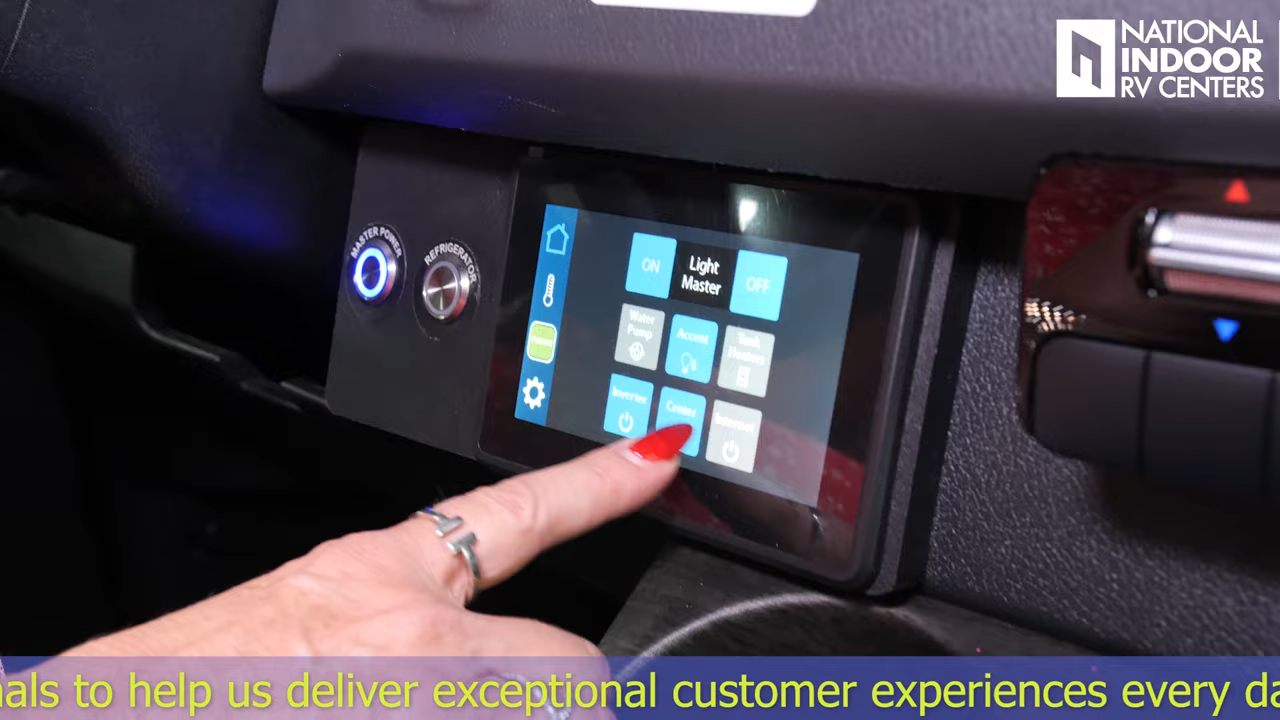 NATIONAL
INDOOR
RV CENTERS
MASTER POWER
REFRIGERATOR
ON
Light
Master
OFF
Water
Pump
Accent
Tank
Heaters
Inverter
Center
Internet
nals to help us deliver exceptional customer experiences every da